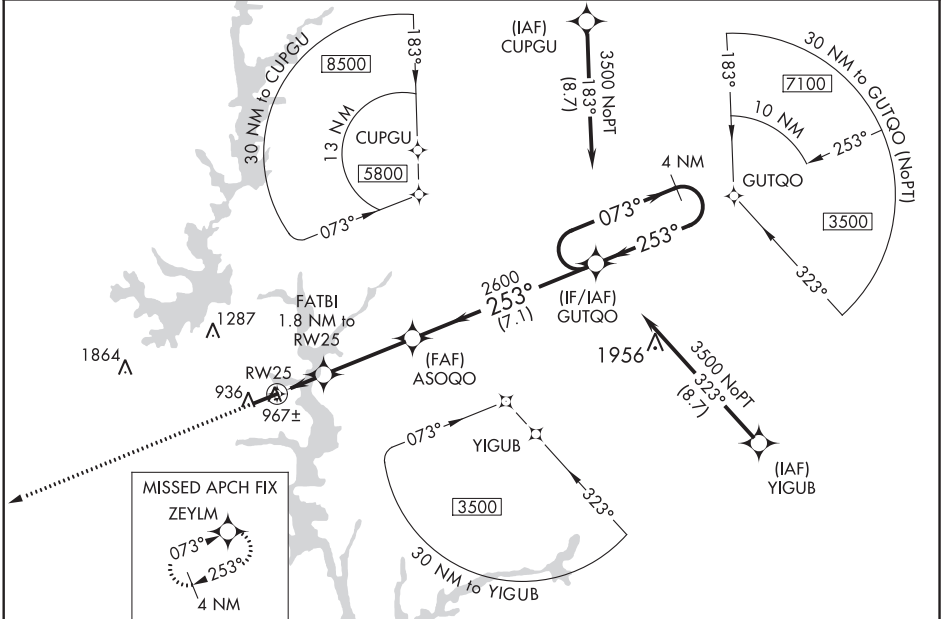 30 NM to CUPGU
8500
183°
13 NM
CUPGU
5800
073°
(IAF)
CUPGU
3500 NoPT
183°
(8.7)
30 NM to GUTQO (NoPT)
7100
183°
10 NM
253°
GUTQO
3500
323°
4 NM
073°
253°
(IF/IAF)
GUTQO
2600
253°
(7.1)
FATBI
1.8 NM to
RW25
(FAF)
ASOQO
1287
1864
936
RW25
967±
1956
3500 NoPT
323°
(8.7)
(IAF)
YIGUB
073°
YIGUB
323°
3500
30 NM to YIGUB
MISSED APCH FIX
ZEYLM
073°
253°
4 NM